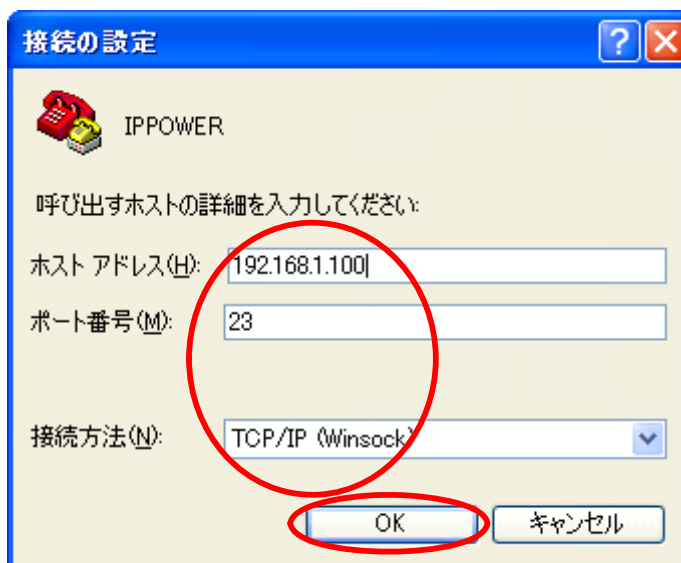 接続の設定
IPPOWER
呼び出すホストの詳細を入力してください:
ホスト アドレス(H): 192.168.1.100
ポート番号(M): 23
接続方法(N): TCP/IP (Winsock)
OK キャンセル